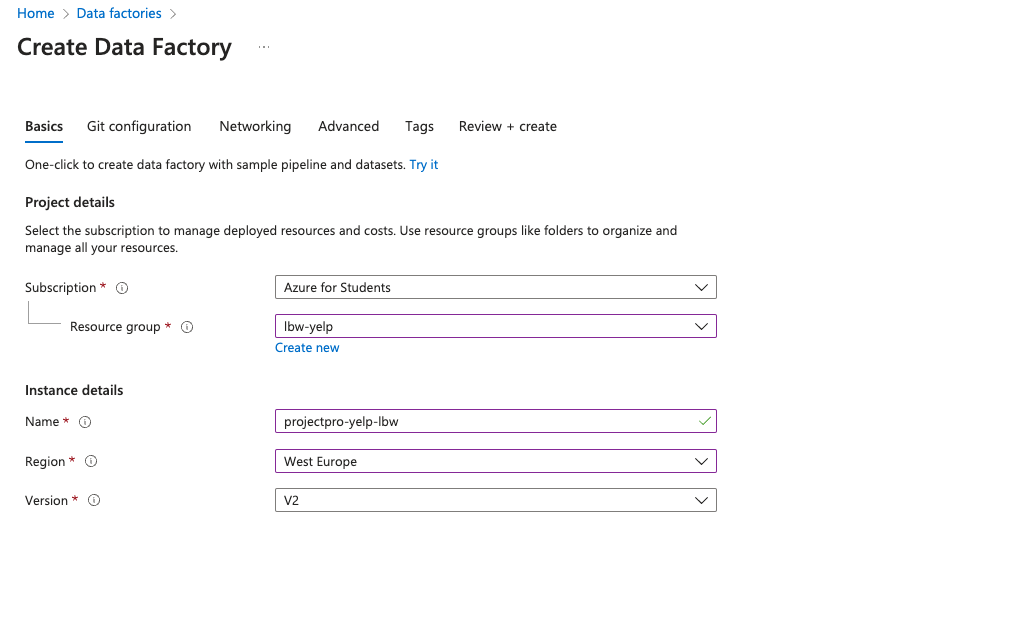 Home > Data factories >
Create Data Factory ...
Basics Git configuration Networking Advanced Tags Review + create
One-click to create data factory with sample pipeline and datasets. Try it
Project details
Select the subscription to manage deployed resources and costs. Use resource groups like folders to organize and
manage all your resources.
Subscription * Azure for Students
Resource group * lbw-yelp
Create new
Instance details
Name * projectpro-yelp-lbw
Region * West Europe
Version * V2